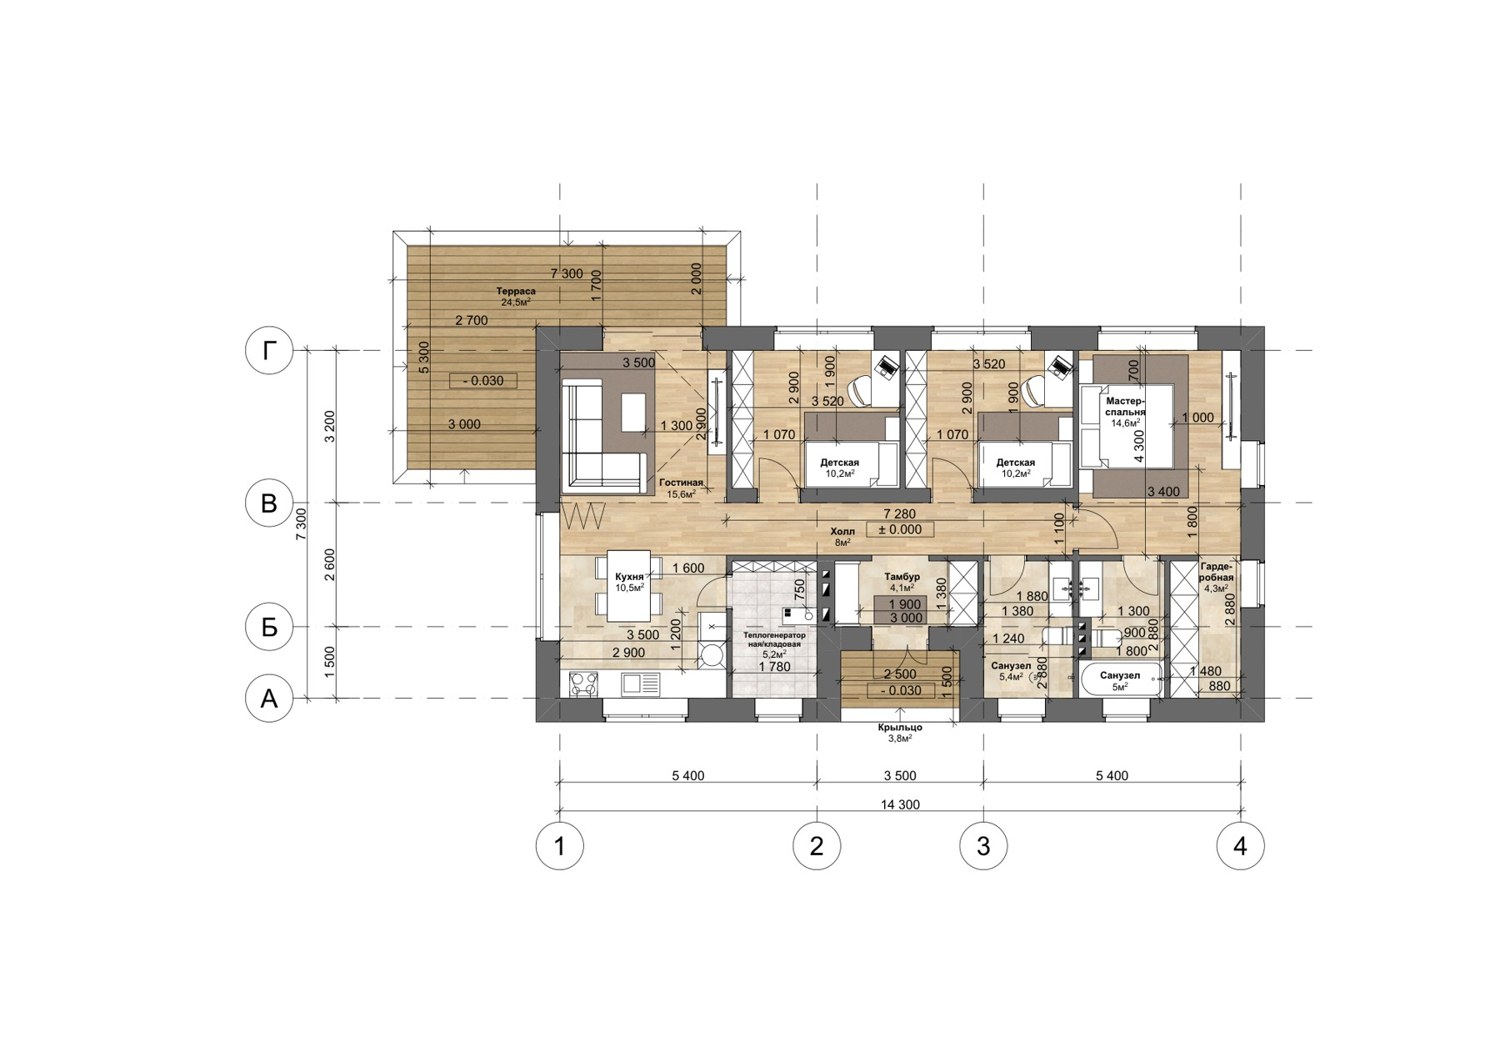 7 300
1 700
2 000
Терраса
24,5м²
2 700
Г
5 300
3 500
1 900
2 900
3 520
1 900
2 900
3 520
700
- 0.030
3 200
3 000
1 300
2 900
1 070
1 070
Мастер-
спальня
14,6м²
1 000
4 300
Детская
10,2м²
Детская
10,2м²
Гостиная
15,6м²
3 400
В
7 300
7 280
1 100
1 800
Холл
8м²
± 0.000
2 600
1 600
Кухня
10,5м²
750
Тамбур
4,1м²
1 380
1 900
3 000
1 880
1 380
Гарде-
робная
4,3м²
2 880
1 300
Б
3 500
1 200
2 900
Теплогенератор
ная/кладовая
5,2м²
1 780
1 240
900
2 880
1 800
1 500
Санузел
5,4м²
2 880
Санузел
5м²
1 480
880
2 500
- 0.030
1 500
А
Крыльцо
3,8м²
5 400
3 500
5 400
14 300
1
2
3
4